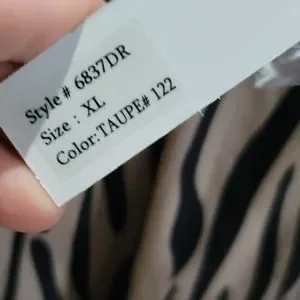 Style # 6837DR
Size : XL
Color:TAUPE# 122